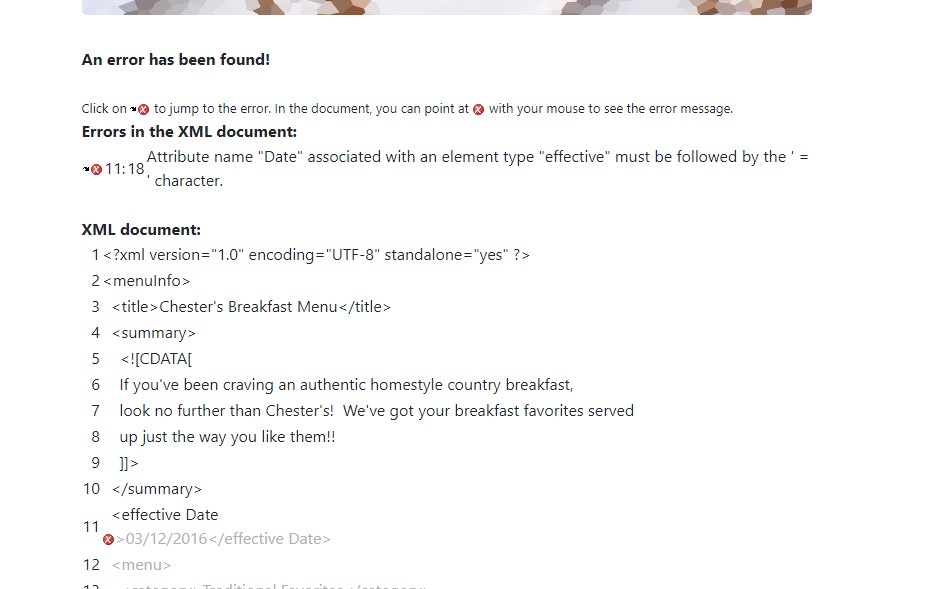 An error has been found!
Click on to jump to the error. In the document, you can point at with your mouse to see the error message.
Errors in the XML document:
11:18 Attribute name "Date" associated with an element type "effective" must be followed by the ' =
' character.
XML document:
1 <?xml version="1.0" encoding="UTF-8" standalone="yes" ?>
2 <menuInfo>
3 <title>Chester's Breakfast Menu</title>
4 <summary>
5 <![CDATA[
6 If you've been craving an authentic homestyle country breakfast,
7 look no further than Chester's! We've got your breakfast favorites served
8 up just the way you like them!!
9 ]]>
10 </summary>
11 <effective Date
>03/12/2016</effective Date>
12 <menu>
13 <category> Traditional Favorites </category>